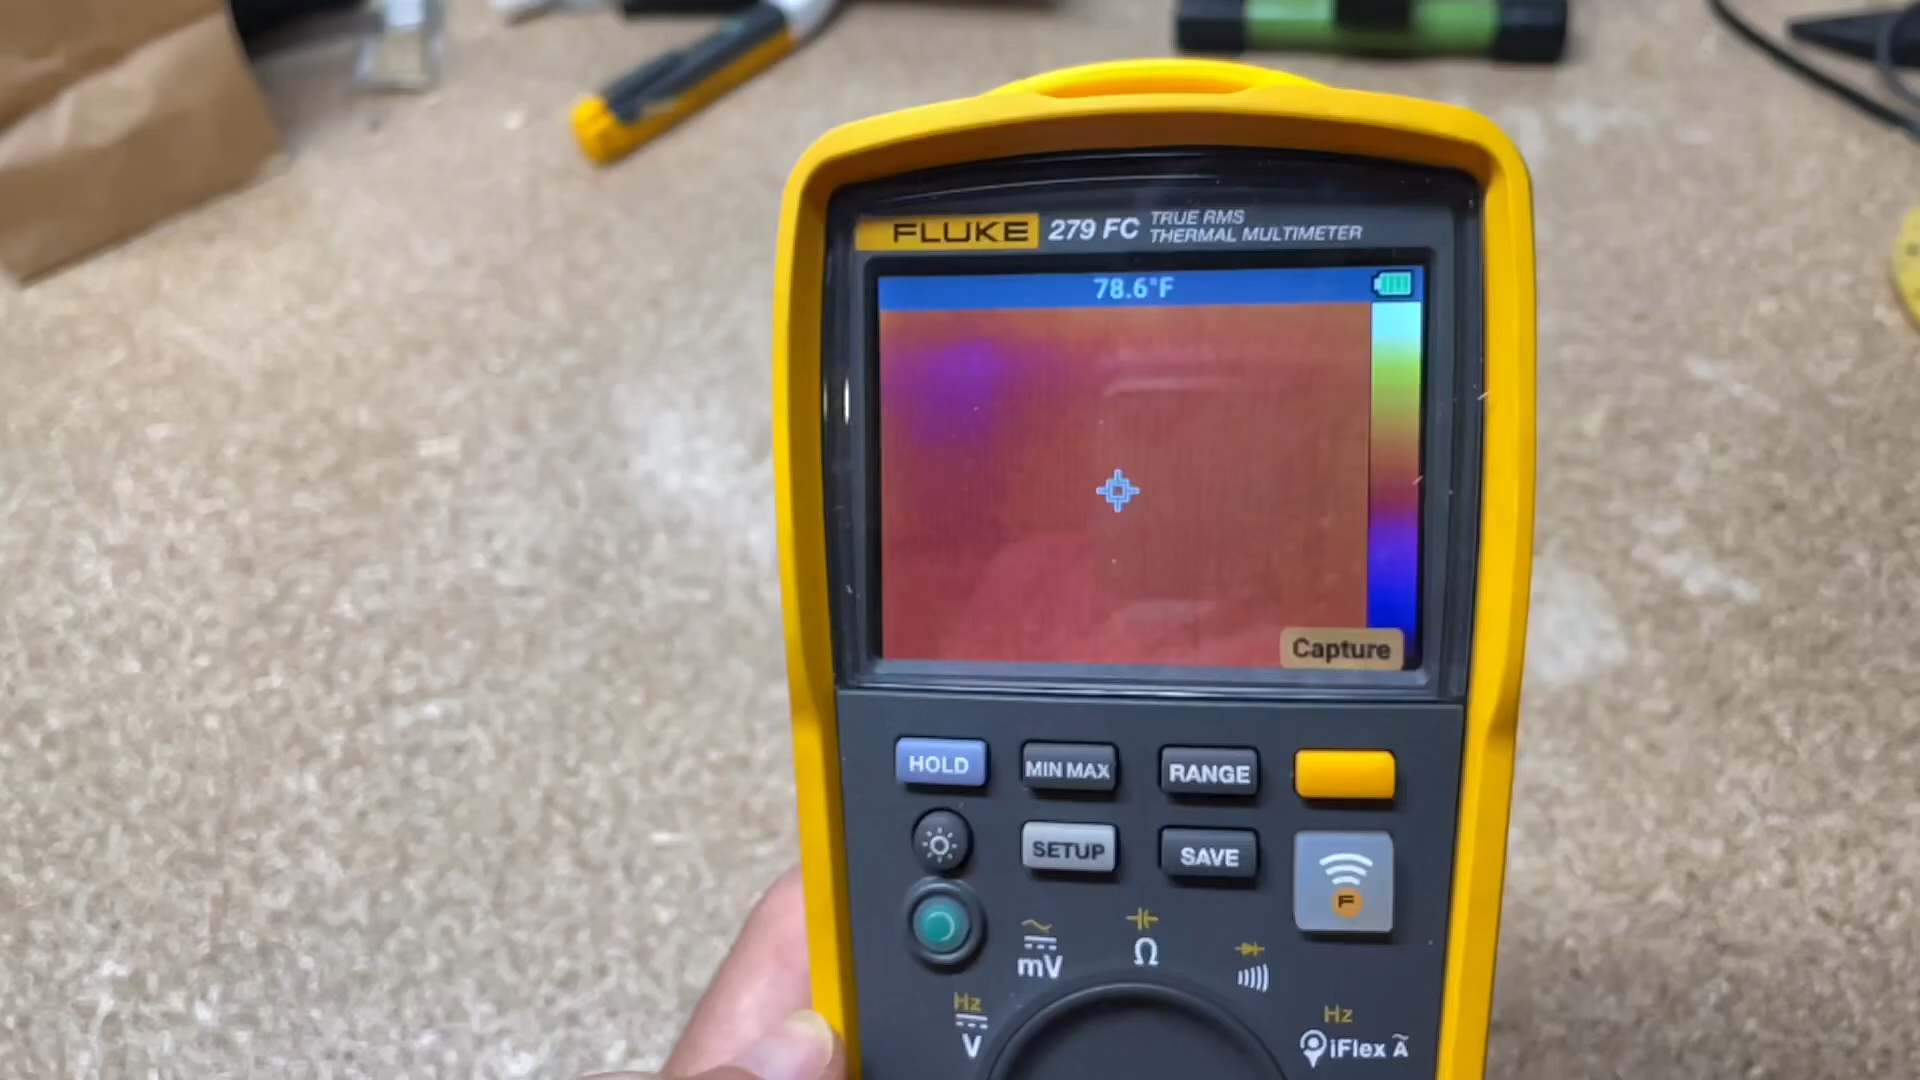 FLUKE 279 FC TRUE RMS
THERMAL MULTIMETER
78.6°F
Capture
HOLD
MIN MAX
RANGE
SETUP
SAVE
F
mV
Ω
Hz
V
Hz
iFlex A